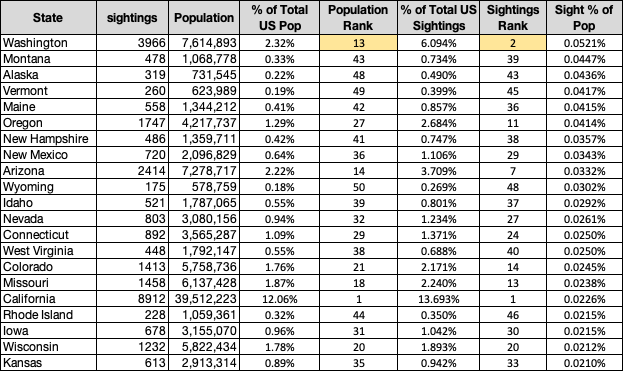 State sightings Population % of Total US Pop Population Rank % of Total US Sightings Sightings Rank Sight % of Pop
Washington 3966 7,614,893 2.32% 13 6.094% 2 0.0521%
Montana 478 1,068,778 0.33% 43 0.734% 39 0.0447%
Alaska 319 731,545 0.22% 48 0.490% 43 0.0436%
Vermont 260 623,989 0.19% 49 0.399% 45 0.0417%
Maine 558 1,344,212 0.41% 42 0.857% 36 0.0415%
Oregon 1747 4,217,737 1.29% 27 2.684% 11 0.0414%
New Hampshire 486 1,359,711 0.42% 41 0.747% 38 0.0357%
New Mexico 720 2,096,829 0.64% 36 1.106% 29 0.0343%
Arizona 2414 7,278,717 2.22% 14 3.709% 7 0.0332%
Wyoming 175 578,759 0.18% 50 0.269% 48 0.0302%
Idaho 521 1,787,065 0.55% 39 0.801% 37 0.0292%
Nevada 803 3,080,156 0.94% 32 1.234% 27 0.0261%
Connecticut 892 3,565,287 1.09% 29 1.371% 24 0.0250%
West Virginia 448 1,792,147 0.55% 38 0.688% 40 0.0250%
Colorado 1413 5,758,736 1.76% 21 2.171% 14 0.0245%
Missouri 1458 6,137,428 1.87% 18 2.240% 13 0.0238%
California 8912 39,512,223 12.06% 1 13.693% 1 0.0226%
Rhode Island 228 1,059,361 0.32% 44 0.350% 46 0.0215%
Iowa 678 3,155,070 0.96% 31 1.042% 30 0.0215%
Wisconsin 1232 5,822,434 1.78% 20 1.893% 20 0.0212%
Kansas 613 2,913,314 0.89% 35 0.942% 33 0.0210%